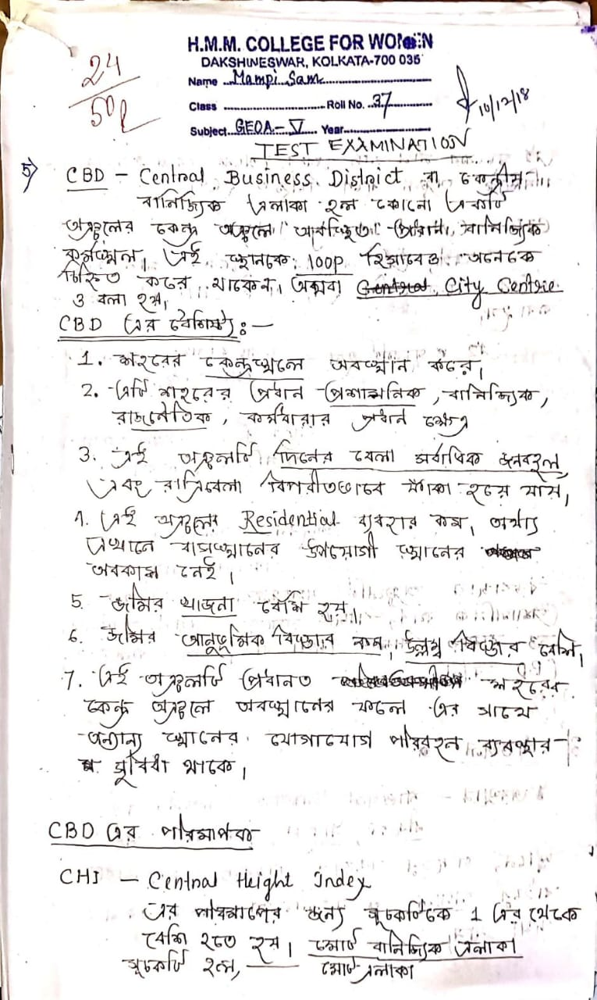 H.M.M. COLLEGE FOR WOMEN
DAKSHINESWAR, KOLKATA-700 035
24
50
Name Mampi Sam
Class Roll No. 37
10/12/18
Subject GEOA-V Year
TEST EXAMINATION
5) CBD - Central Business District বা কেন্দ্রীয়
বানিজ্যিক এলাকা হল কোনো একটি
অঞ্চলের কেন্দ্র অঞ্চলে অবস্থিত প্রধান বানিজ্যিক
কর্মস্থল। এই স্থানকে 100p হিসাবেও অনেকে
চিহ্নিত করে থাকেন, অথবা City Centre
ও বলা হয়।
CBD এর বৈশিষ্ট্য :-
1. শহরের কেন্দ্রস্থলে অবস্থান করে।
2. এটি শহরের প্রধান প্রশাসনিক, বানিজ্যিক,
রাজনৈতিক, কর্মধারার প্রধান ক্ষেত্র
3. এই অঞ্চলটি দিনের বেলা সর্বাধিক জনবহুল
এবং রাত্রিবেলা বিপরীতভাবে ফাঁকা হয়ে যায়,
4. এই অঞ্চলের Residential ব্যবহার কম, অর্থাৎ
এখানে বাসস্থানের উপযোগী স্থানের
অবকাশ নেই।
5. জমির খাজনা বেশি হয়।
6. জমির আনুভূমিক বিস্তার কম, উল্লম্ব বিস্তার বেশি,
7. এই অঞ্চলটি প্রধানত শহরের
কেন্দ্র অঞ্চলে অবস্থানের ফলে এর সাথে
অন্যান্য স্থানের যোগাযোগ পরিবহন ব্যবস্থার
সুবিধা থাকে।
CBD এর পরিমাপক
CHI - Central Height Index
এর পরিমাপের জন্য সূচকটিকে 1 এর থেকে
বেশি হতে হয়। মোট বানিজ্যিক এলাকা
সূচকটি হল, মোট এলাকা